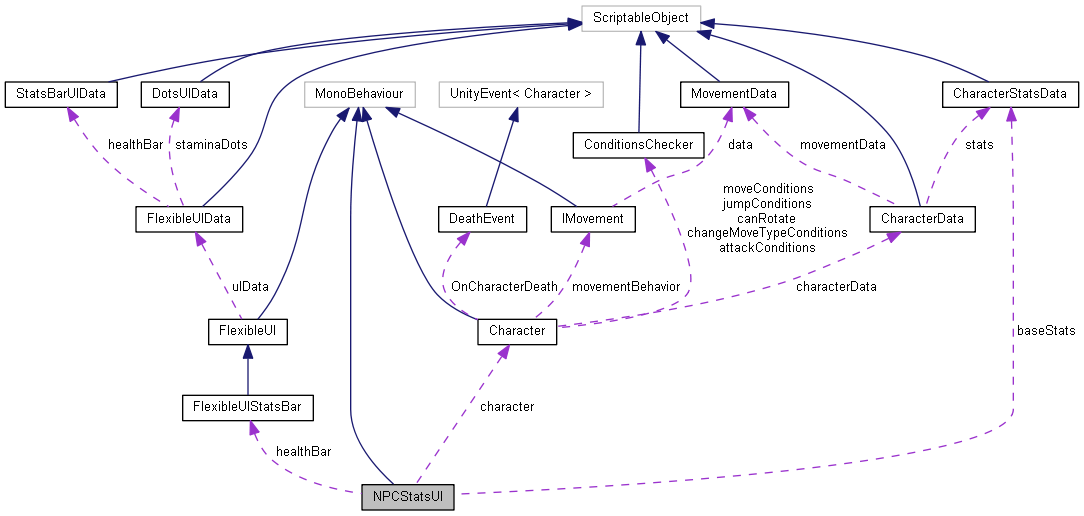 ScriptableObject
StatsBarUIData
DotsUIData
MonoBehaviour
UnityEvent< Character >
MovementData
CharacterStatsData
healthBar
staminaDots
ConditionsChecker
data
movementData
stats
FlexibleUIData
DeathEvent
IMovement
moveConditions
jumpConditions
canRotate
changeMoveTypeConditions
attackConditions
CharacterData
uIData
OnCharacterDeath
movementBehavior
characterData
FlexibleUI
Character
baseStats
FlexibleUIStatsBar
character
healthBar
NPCStatsUI